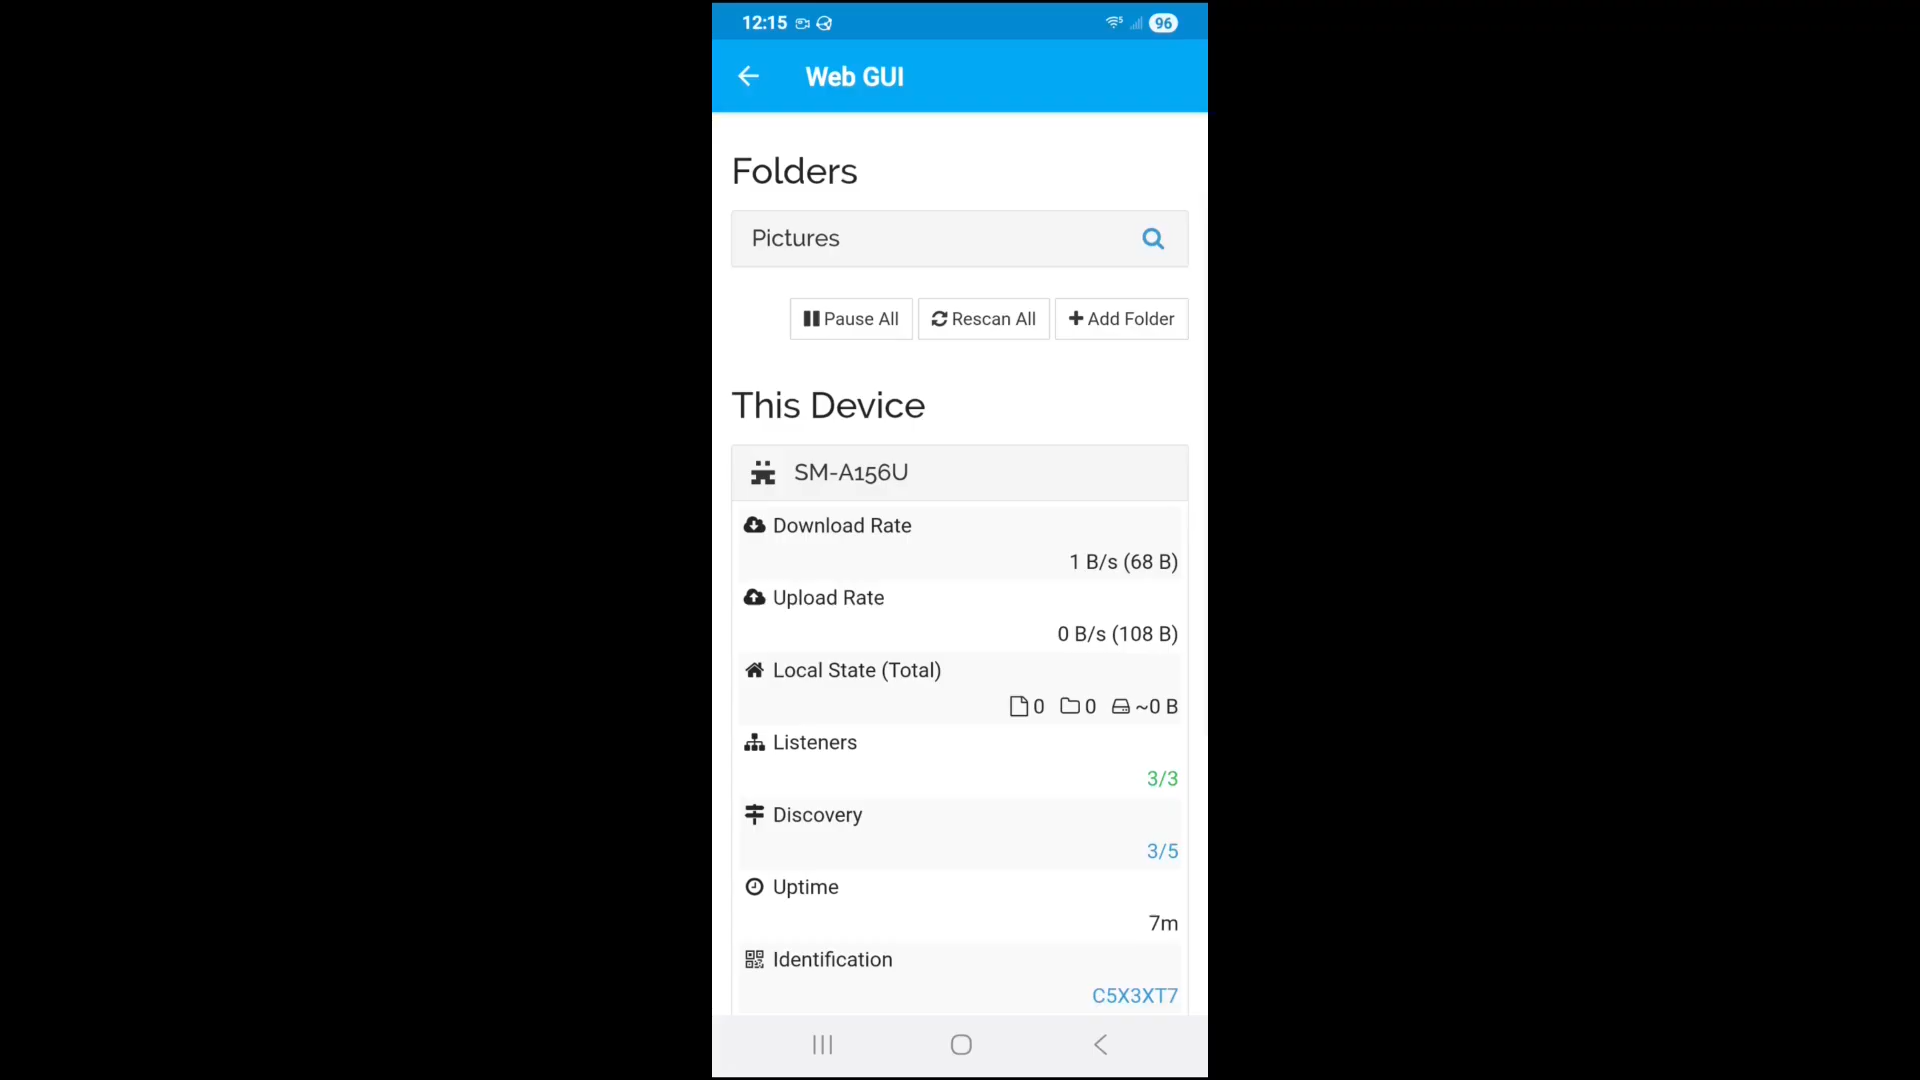 12:15
5
96
Web GUI
Folders
Pictures
Pause All Rescan All Add Folder
This Device
SM-A156U
Download Rate
1 B/s (68 B)
Upload Rate
0 B/s (108 B)
Local State (Total)
0 0 ~0 B
Listeners
3/3
Discovery
3/5
Uptime
7m
Identification
C5X3XT7